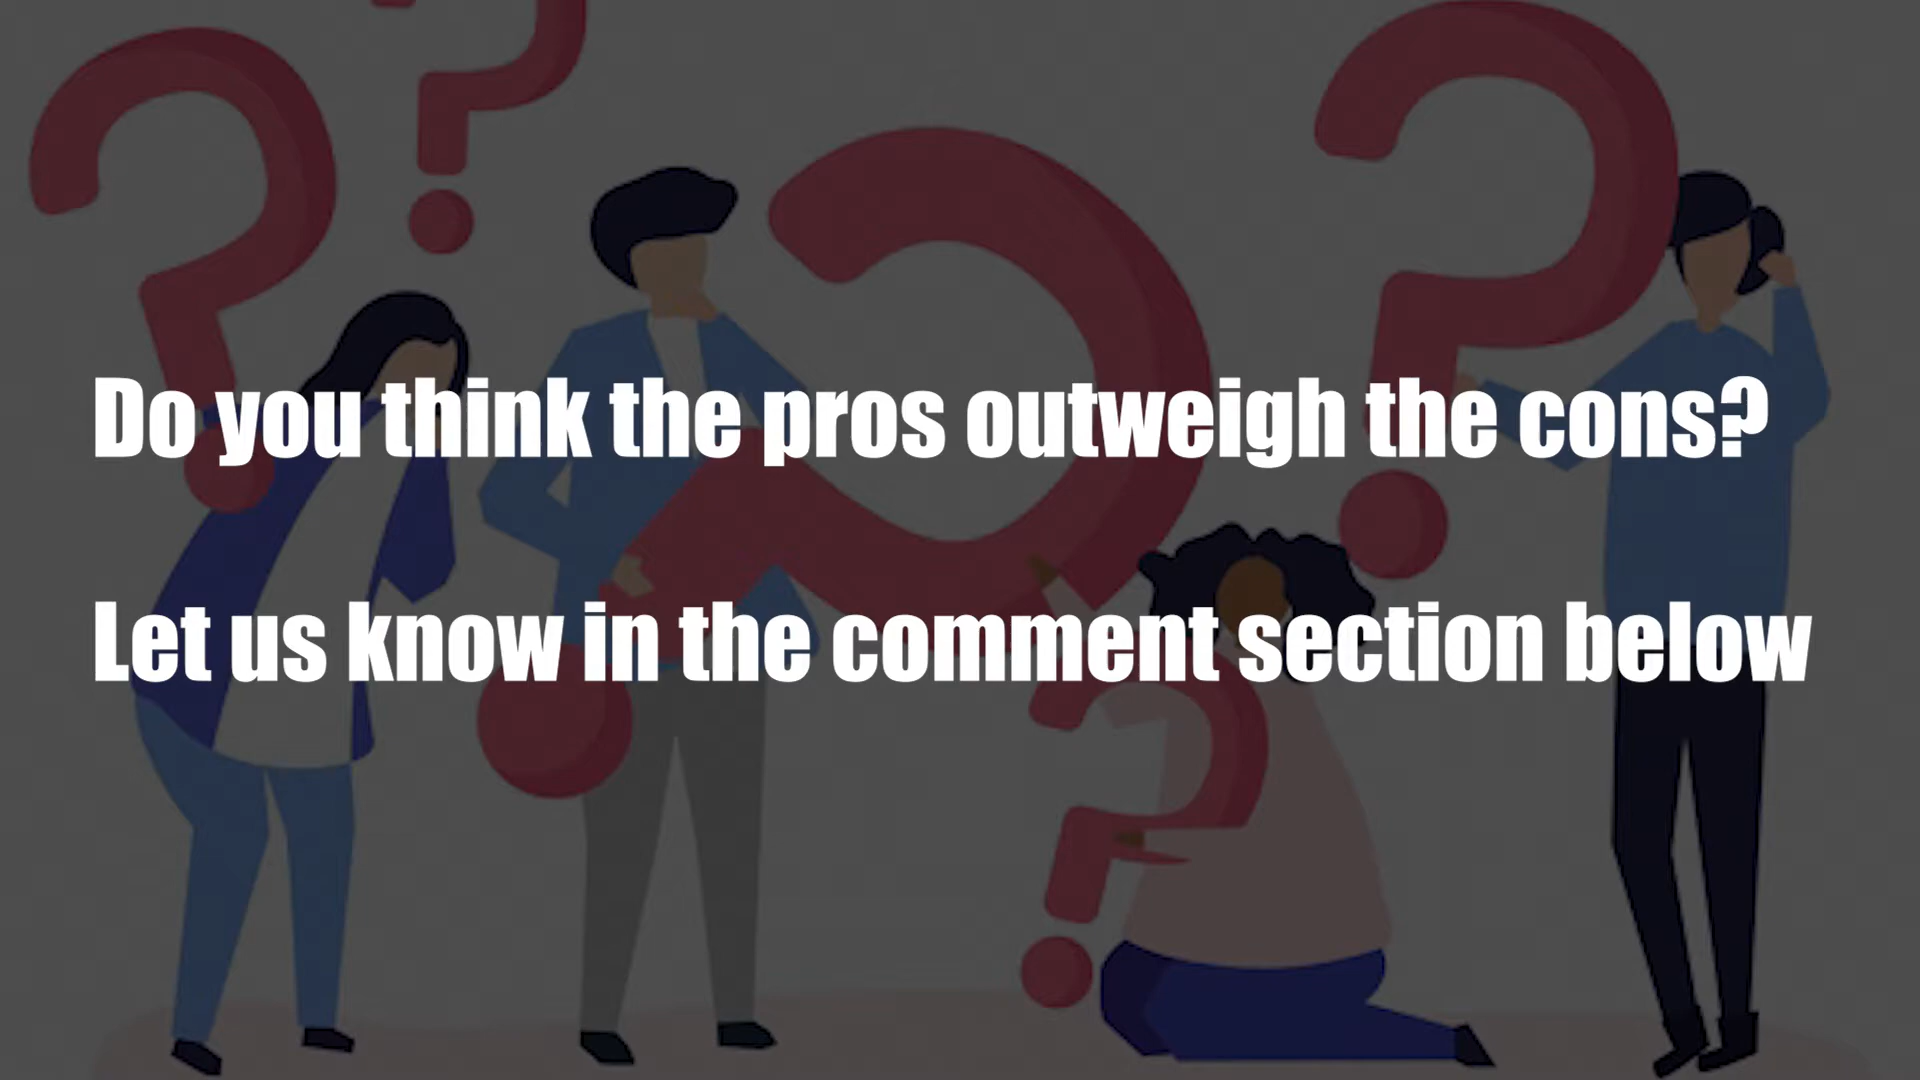 Do you think the pros outweigh the cons?
Let us know in the comment section below